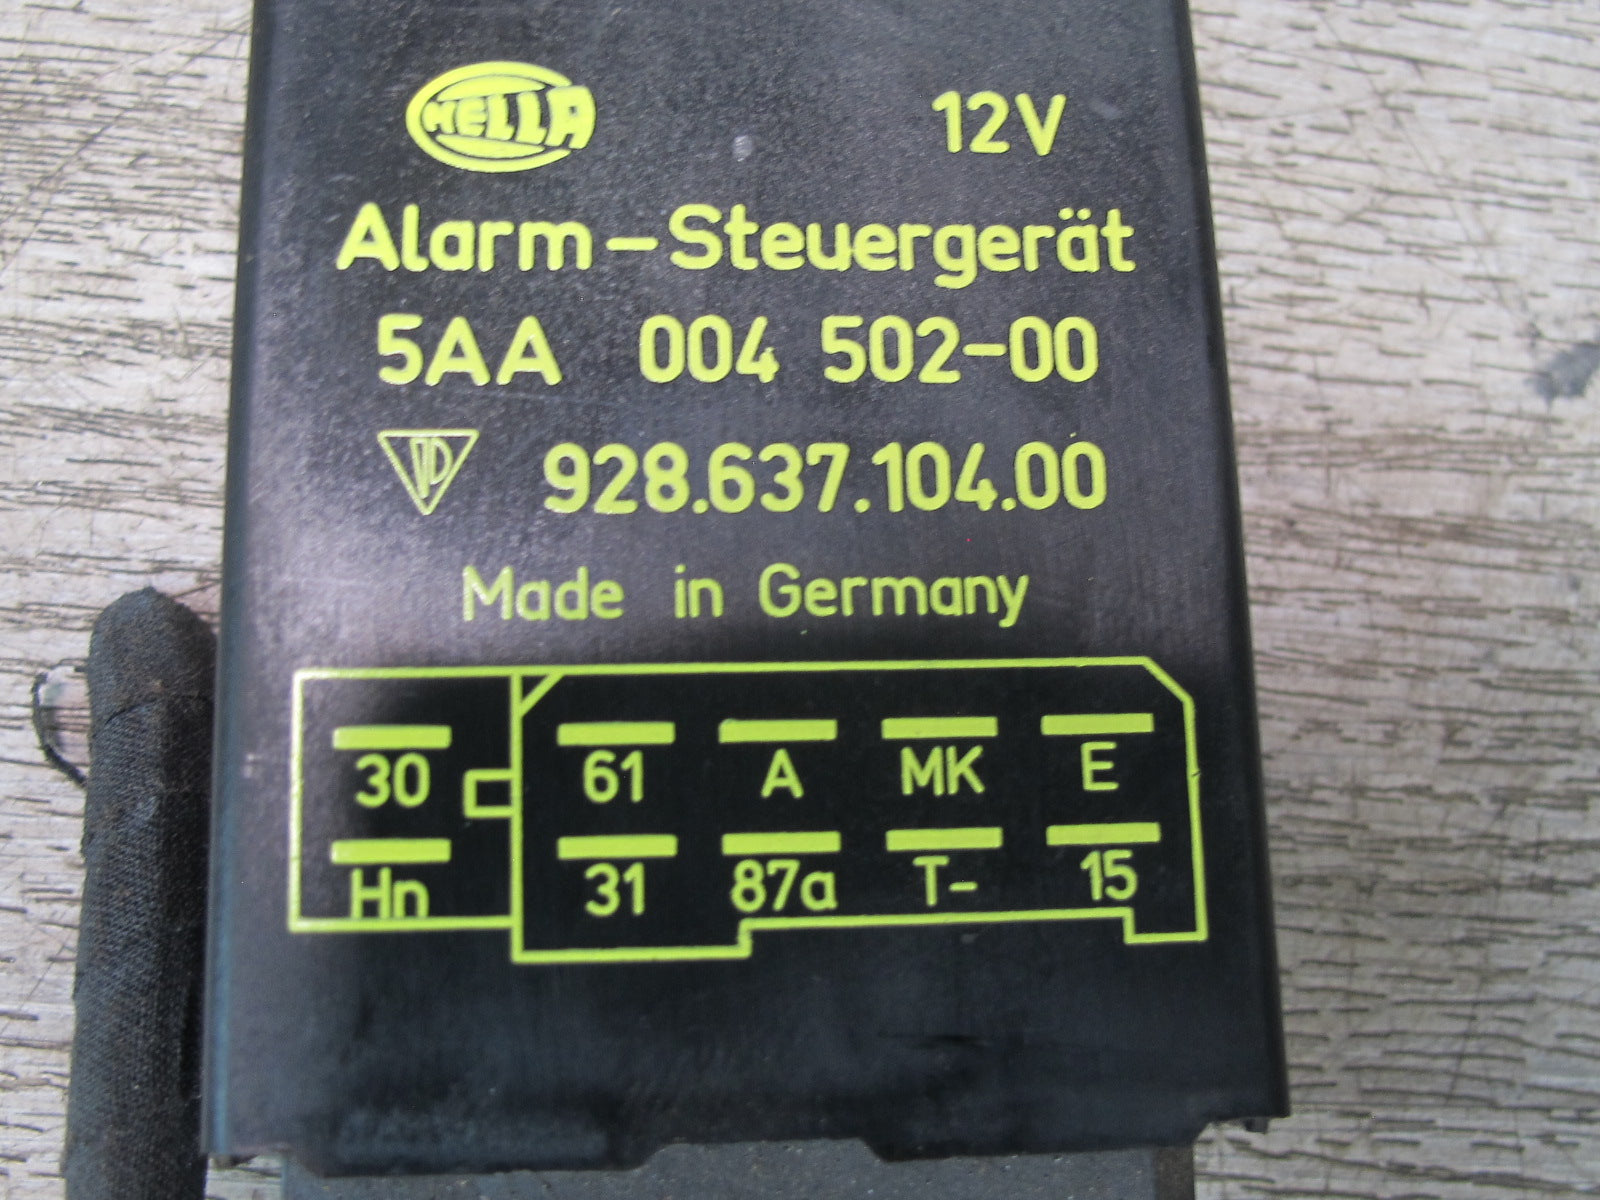 HELLA 12V
Alarm-Steuergerät
5AA 004 502-00
928.637.104.00
Made in Germany
30 61 A MK E
Hn 31 87a T- 15